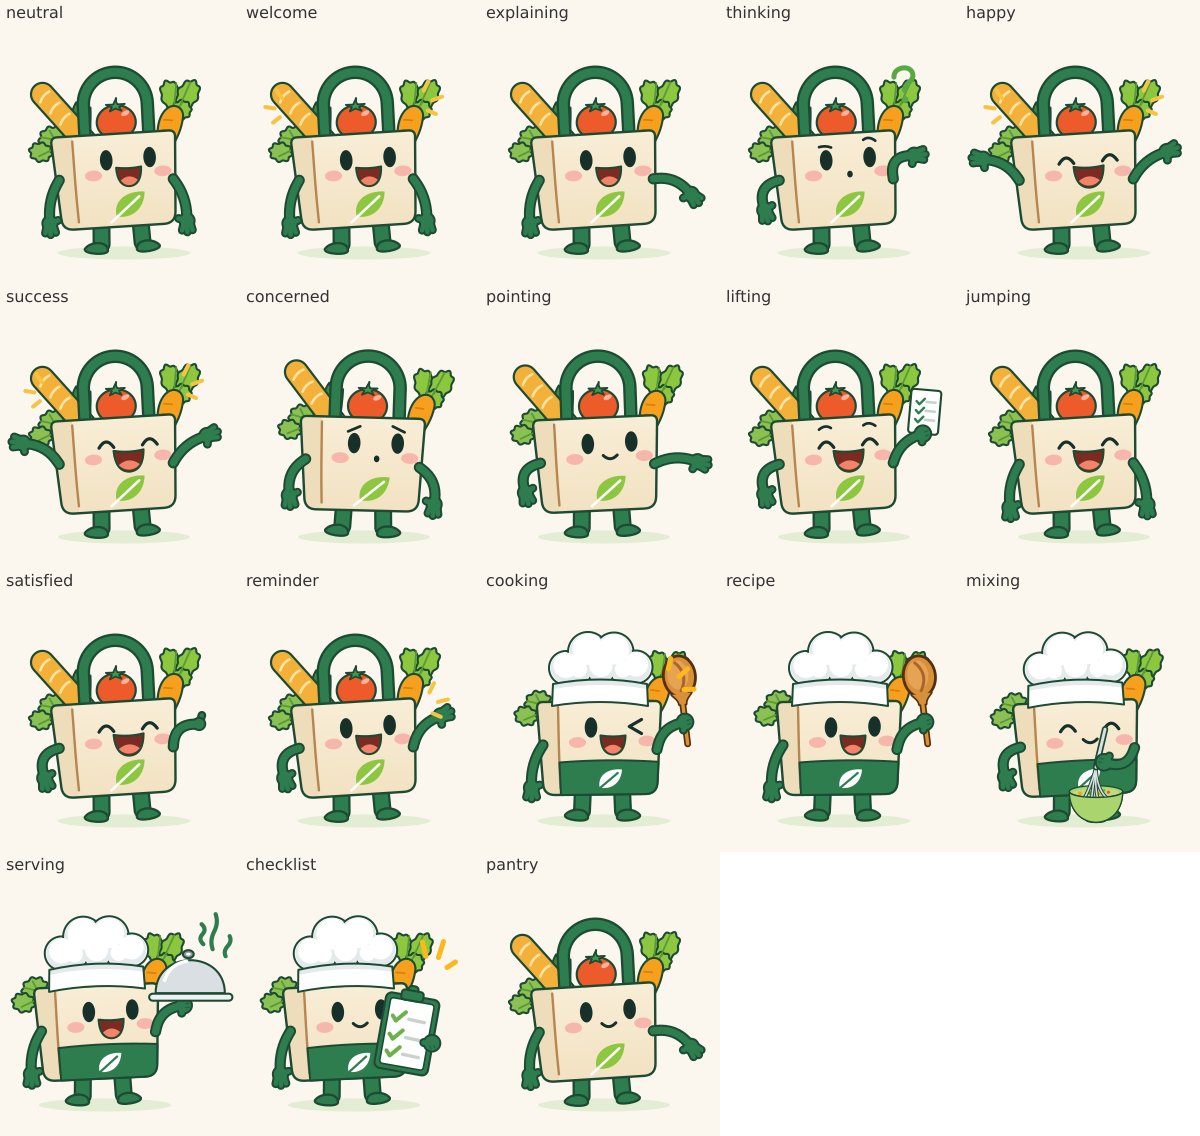 neutral
welcome
explaining
thinking
happy
success
concerned
pointing
lifting
jumping
satisfied
reminder
cooking
recipe
mixing
serving
checklist
pantry